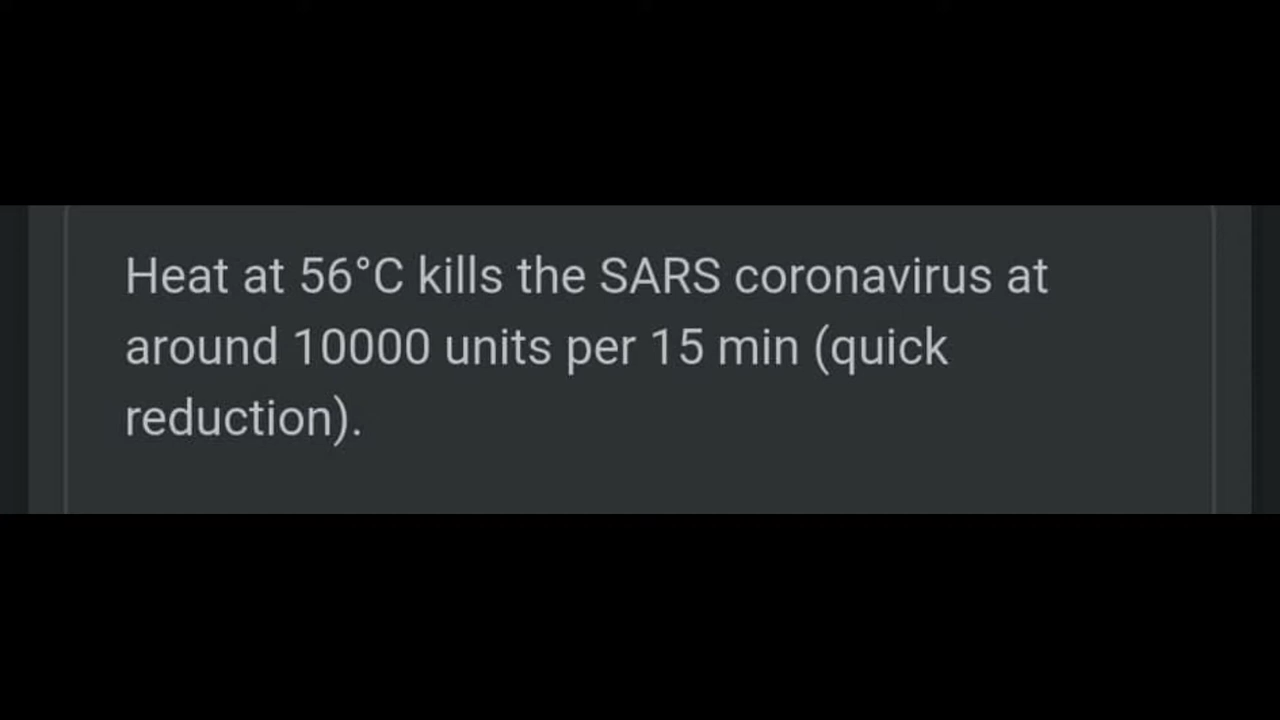 Heat at 56°C kills the SARS coronavirus at
around 10000 units per 15 min (quick
reduction).